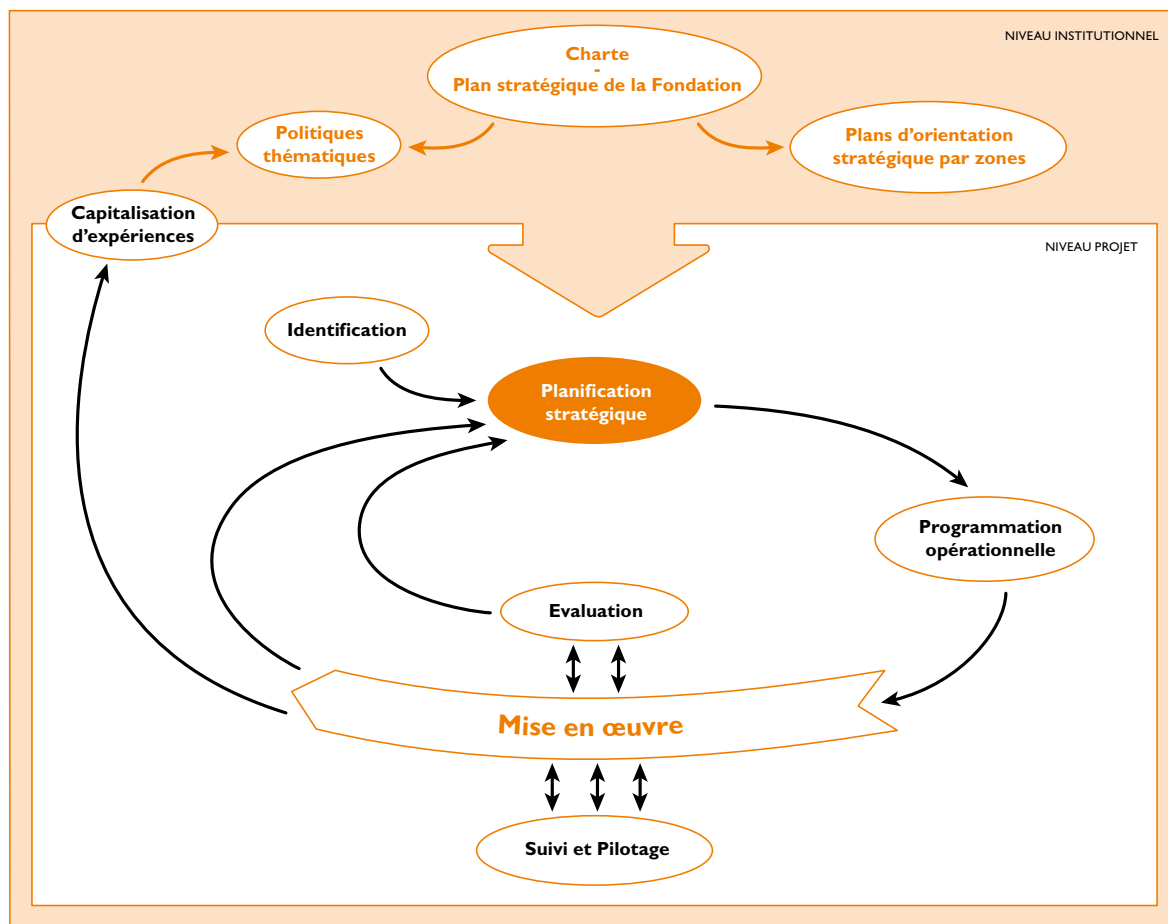 NIVEAU INSTITUTIONNEL
Charte
-
Plan stratégique de la Fondation
Politiques
thématiques
Plans d'orientation
stratégique par zones
Capitalisation
d'expériences
NIVEAU PROJET
Identification
Planification
stratégique
Programmation
opérationnelle
Evaluation
Mise en œuvre
Suivi et Pilotage